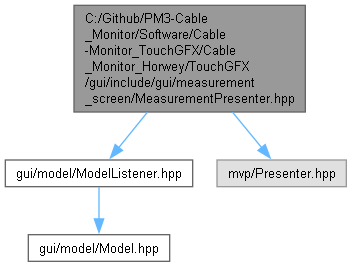 C:/Github/PM3-Cable
_Monitor/Software/Cable
-Monitor_TouchGFX/Cable
_Monitor_Horwey/TouchGFX
/gui/include/gui/measurement
_screen/MeasurementPresenter.hpp
gui/model/ModelListener.hpp
mvp/Presenter.hpp
gui/model/Model.hpp